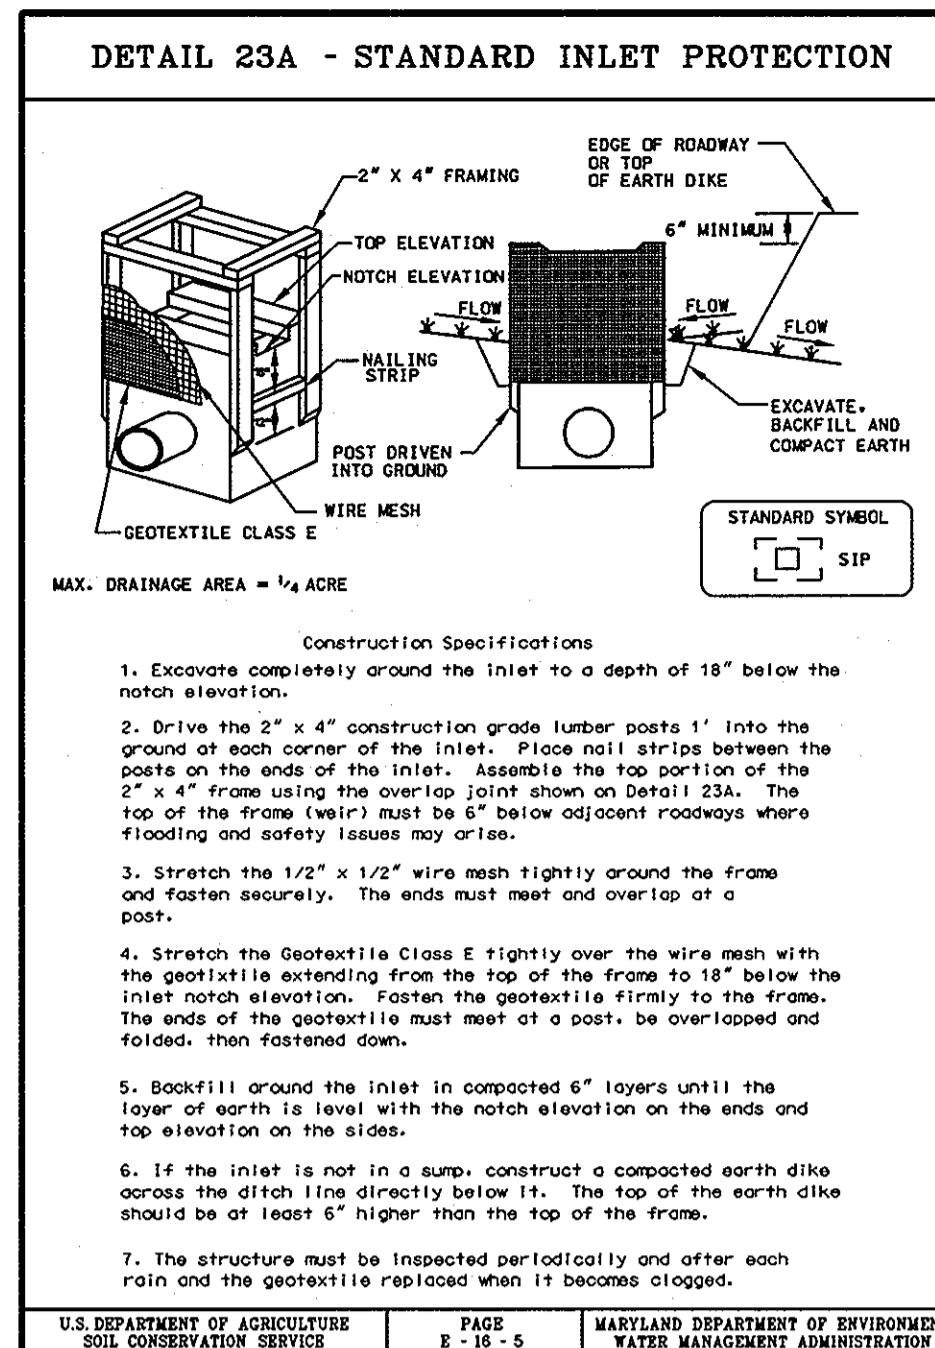 DETAIL 23A - STANDARD INLET PROTECTION
EDGE OF ROADWAY
OR TOP
OF EARTH DIKE
2" X 4" FRAMING
6" MINIMUM
TOP ELEVATION
NOTCH ELEVATION
FLOW
FLOW
FLOW
NAILING
STRIP
18"
12"
EXCAVATE.
BACKFILL AND
COMPACT EARTH
POST DRIVEN
INTO GROUND
WIRE MESH
GEOTEXTILE CLASS E
STANDARD SYMBOL
SIP
MAX. DRAINAGE AREA = 1/4 ACRE
Construction Specifications
1. Excavate completely around the inlet to a depth of 18" below the
notch elevation.
2. Drive the 2" x 4" construction grade lumber posts 1' into the
ground at each corner of the inlet. Place nail strips between the
posts on the ends of the inlet. Assemble the top portion of the
2" x 4" frame using the overlap joint shown on Detail 23A. The
top of the frame (weir) must be 6" below adjacent roadways where
flooding and safety issues may arise.
3. Stretch the 1/2" x 1/2" wire mesh tightly around the frame
and fasten securely. The ends must meet and overlap at a
post.
4. Stretch the Geotextile Class E tightly over the wire mesh with
the geotixtile extending from the top of the frame to 18" below the
inlet notch elevation. Fasten the geotextile firmly to the frame.
The ends of the geotextile must meet at a post. be overlapped and
folded. then fastened down.
5. Backfill around the inlet in compacted 6" layers until the
layer of earth is level with the notch elevation on the ends and
top elevation on the sides.
6. If the inlet is not in a sump. construct a compacted earth dike
across the ditch line directly below it. The top of the earth dike
should be at least 6" higher than the top of the frame.
7. The structure must be inspected periodically and after each
rain and the geotextile replaced when it becomes clogged.
U.S. DEPARTMENT OF AGRICULTURE
SOIL CONSERVATION SERVICE
PAGE
E - 16 - 5
MARYLAND DEPARTMENT OF ENVIRONME
WATER MANAGEMENT ADMINISTRATION